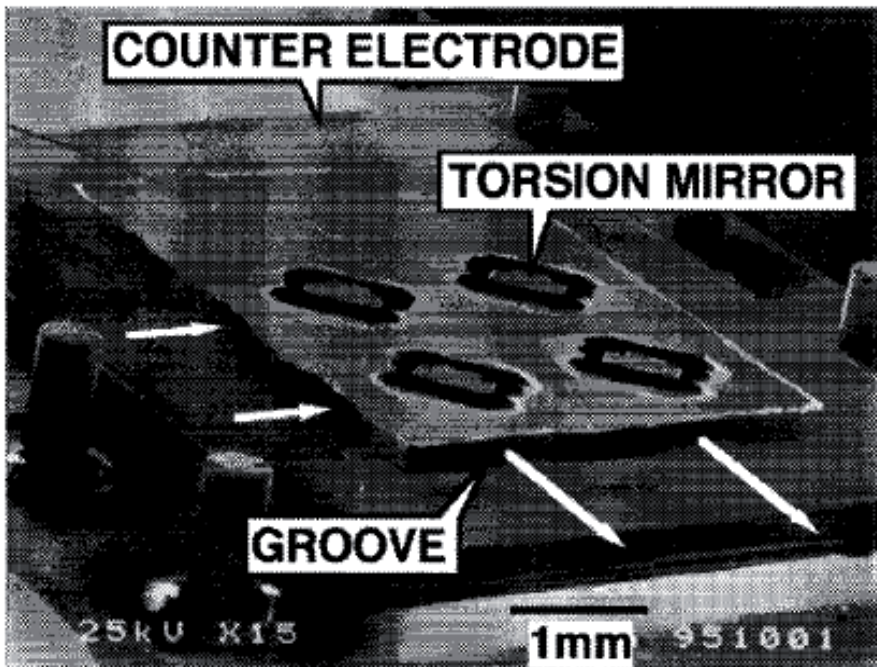 COUNTER ELECTRODE
TORSION MIRROR
GROOVE
25kV X15
1mm
951001